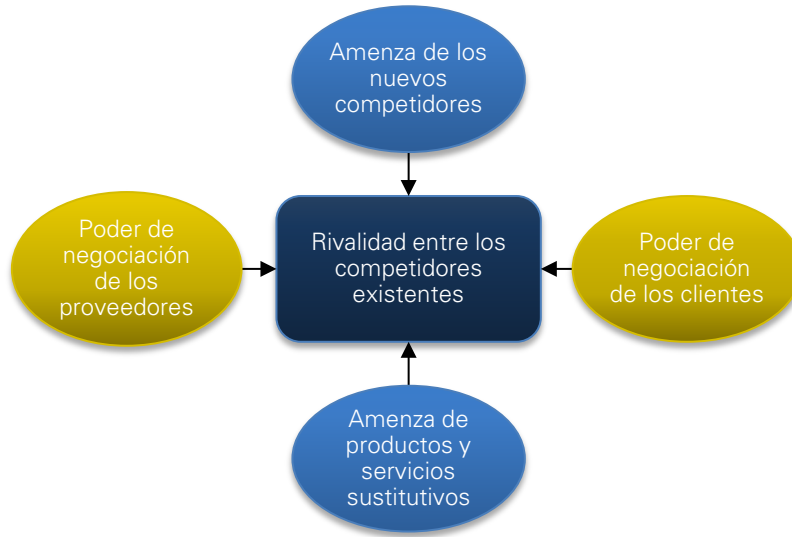 Amenza de los
nuevos
competidores
Poder de
negociación
de los
proveedores
Rivalidad entre los
competidores
existentes
Poder de
negociación
de los clientes
Amenza de
productos y
servicios
sustitutivos